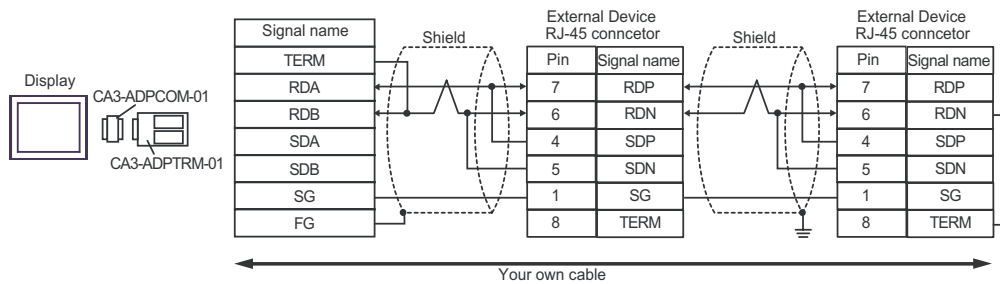 External Device
RJ-45 conncetor
External Device
RJ-45 conncetor
Signal name
Shield
Shield
Pin
Signal name
Pin
Signal name
TERM
Display
RDA
7
RDP
7
RDP
CA3-ADPCOM-01
RDB
6
RDN
6
RDN
SDA
4
SDP
4
SDP
CA3-ADPTRM-01
SDB
5
SDN
5
SDN
SG
1
SG
1
SG
FG
8
TERM
8
TERM
Your own cable